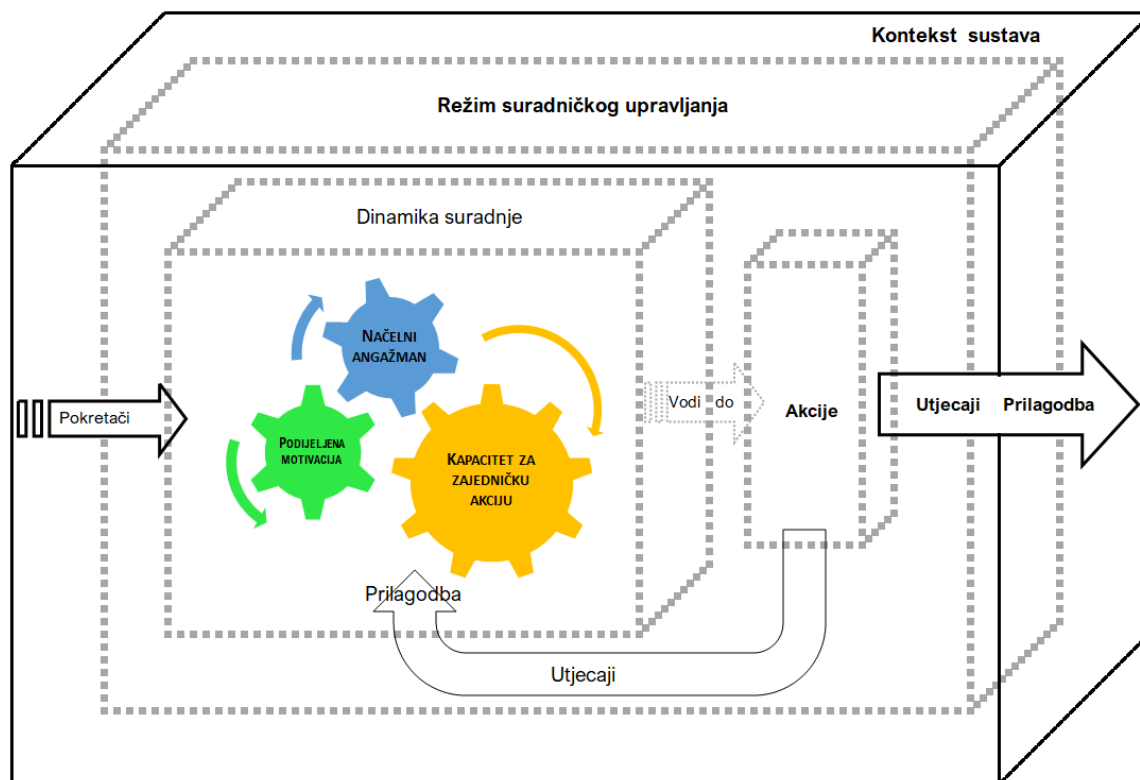 Kontekst sustava
Režim suradničkog upravljanja
Dinamika suradnje
NAČELNI
ANGAŽMAN
PODIJELJENA
MOTIVACIJA
KAPACITET ZA
ZAJEDNIČKU
AKCIJU
Pokretači
Vodi do
Akcije
Utjecaji Prilagodba
Prilagodba
Utjecaji